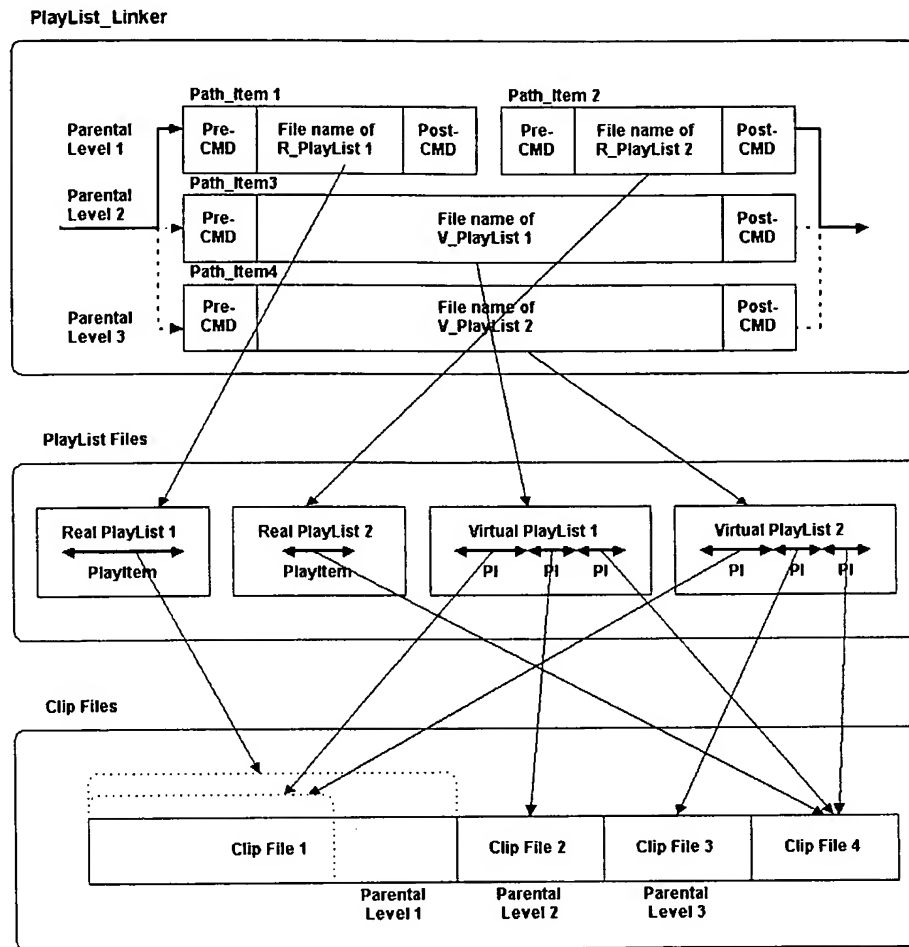 PlayList_Linker
Path_Item 1
Path_Item 2
Parental
Level 1
Pre-
CMD
File name of
R_PlayList 1
Post-
CMD
Pre-
CMD
File name of
R_PlayList 2
Post-
CMD
Parental
Level 2
Path_Item3
Pre-
CMD
File name of
V_PlayList 1
Post-
CMD
Path_Item4
Parental
Level 3
Pre-
CMD
File name of
V_PlayList 2
Post-
CMD
PlayList Files
Real PlayList 1
PlayItem
Real PlayList 2
PlayItem
Virtual PlayList 1
PI PI PI
Virtual PlayList 2
PI PI PI
Clip Files
Clip File 1
Clip File 2
Clip File 3
Clip File 4
Parental
Level 1
Parental
Level 2
Parental
Level 3